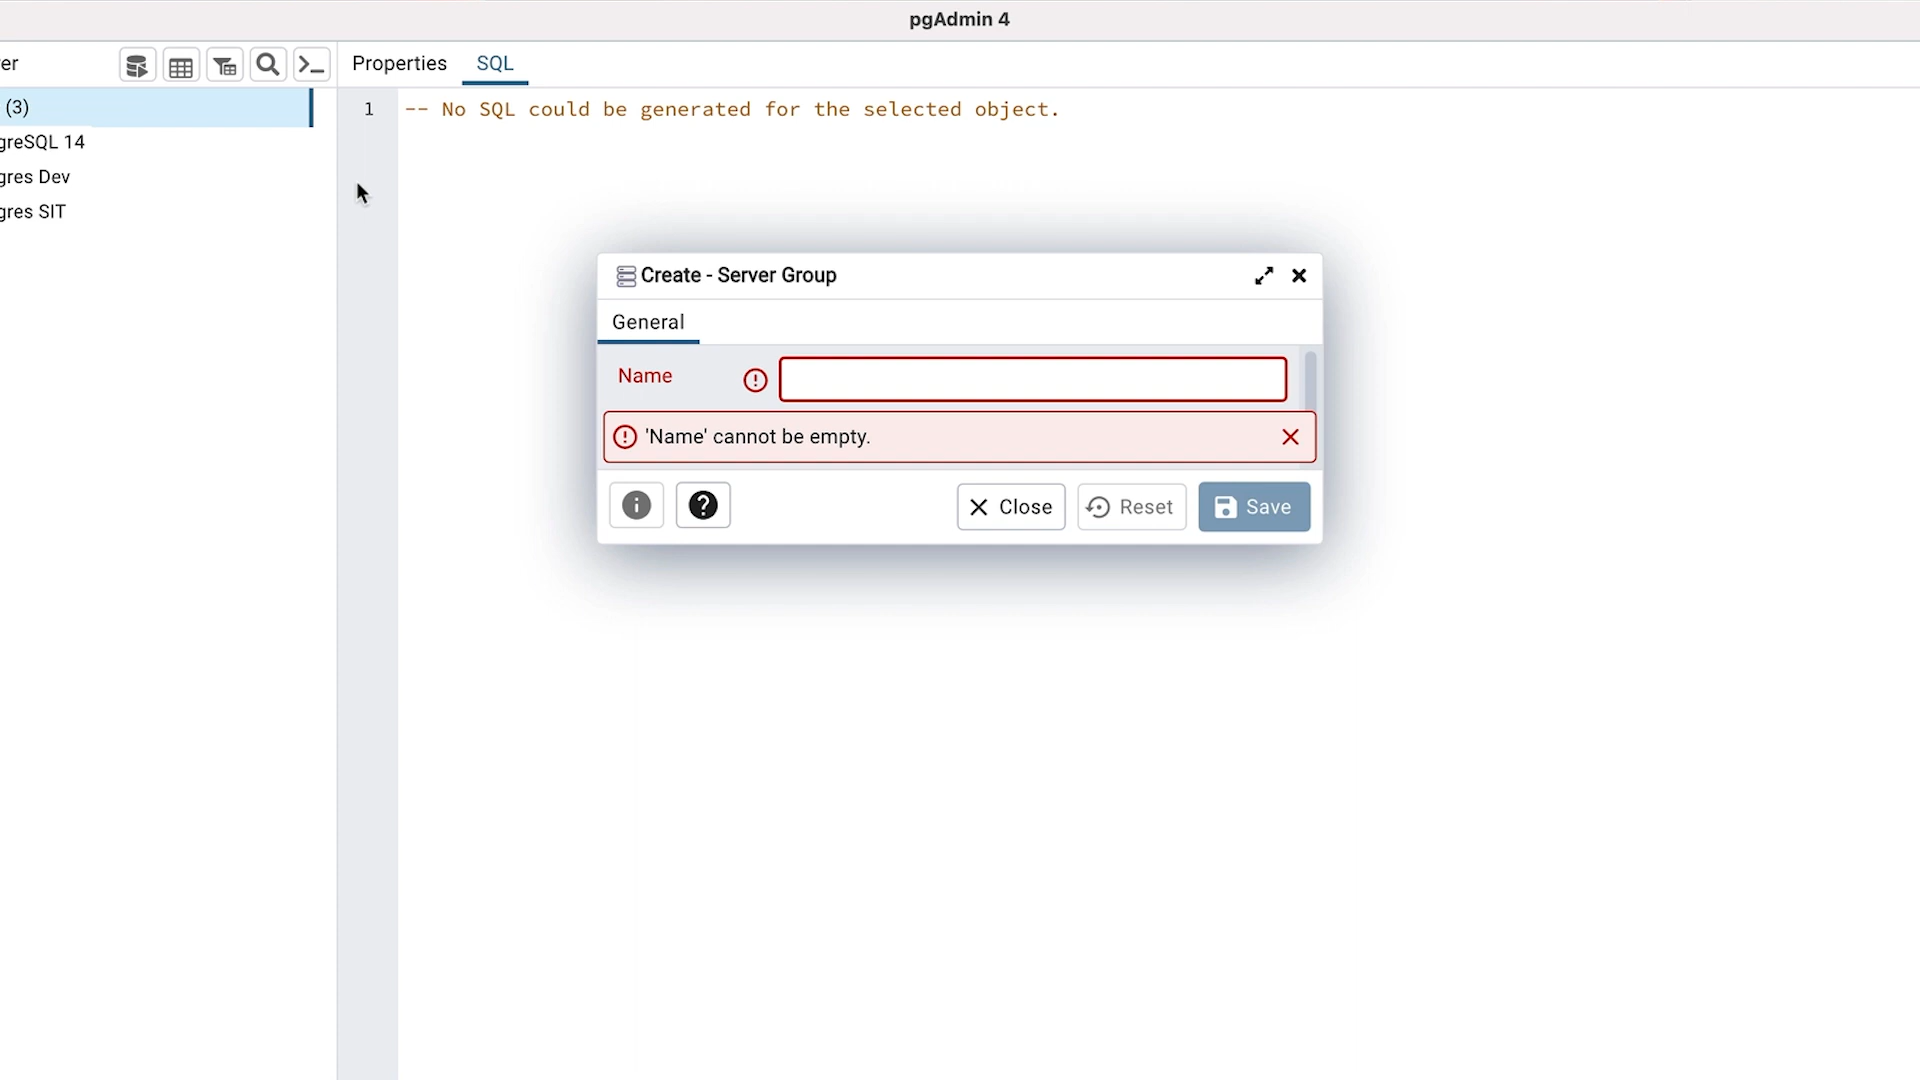 pgAdmin 4
er
Properties
SQL
(3)
1
-- No SQL could be generated for the selected object.
greSQL 14
gres Dev
gres SIT
Create - Server Group
General
Name
'Name' cannot be empty.
Close
Reset
Save